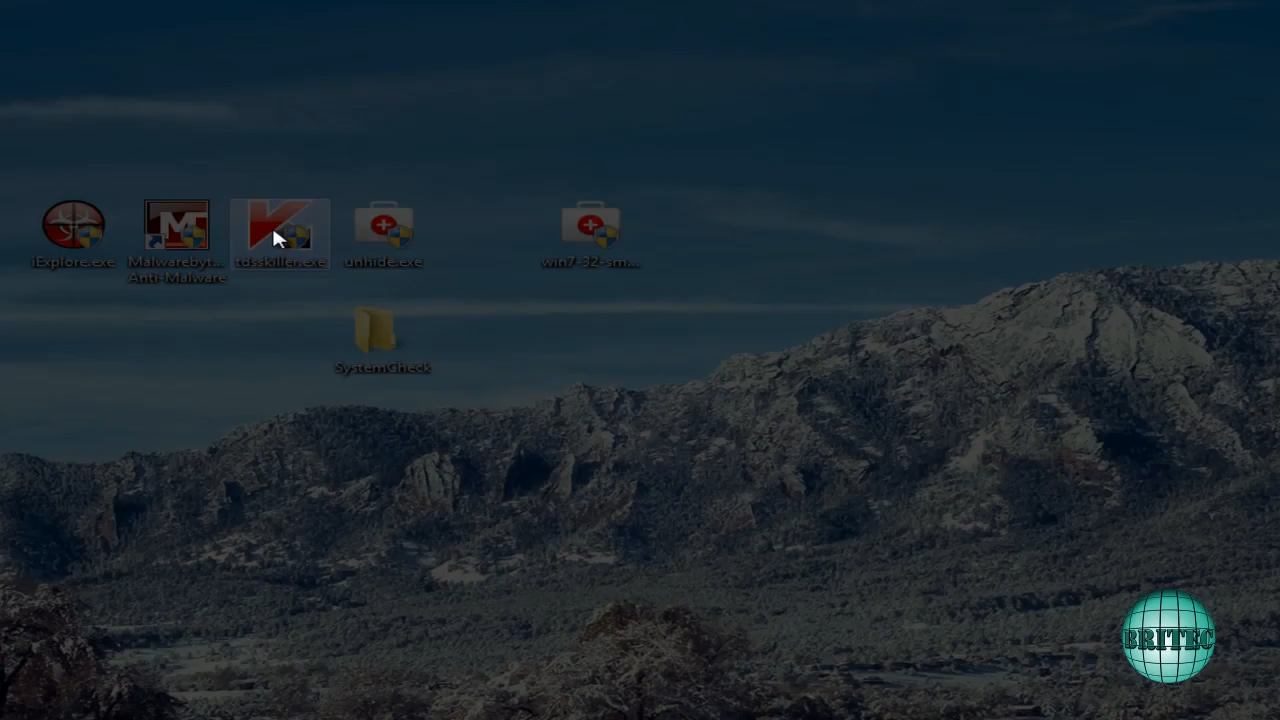 iExplore.exe
Malwarebyt...
Anti-Malware
tdsskiller.exe
unhide.exe
win7-32-sm...
SystemCheck
BRITEC